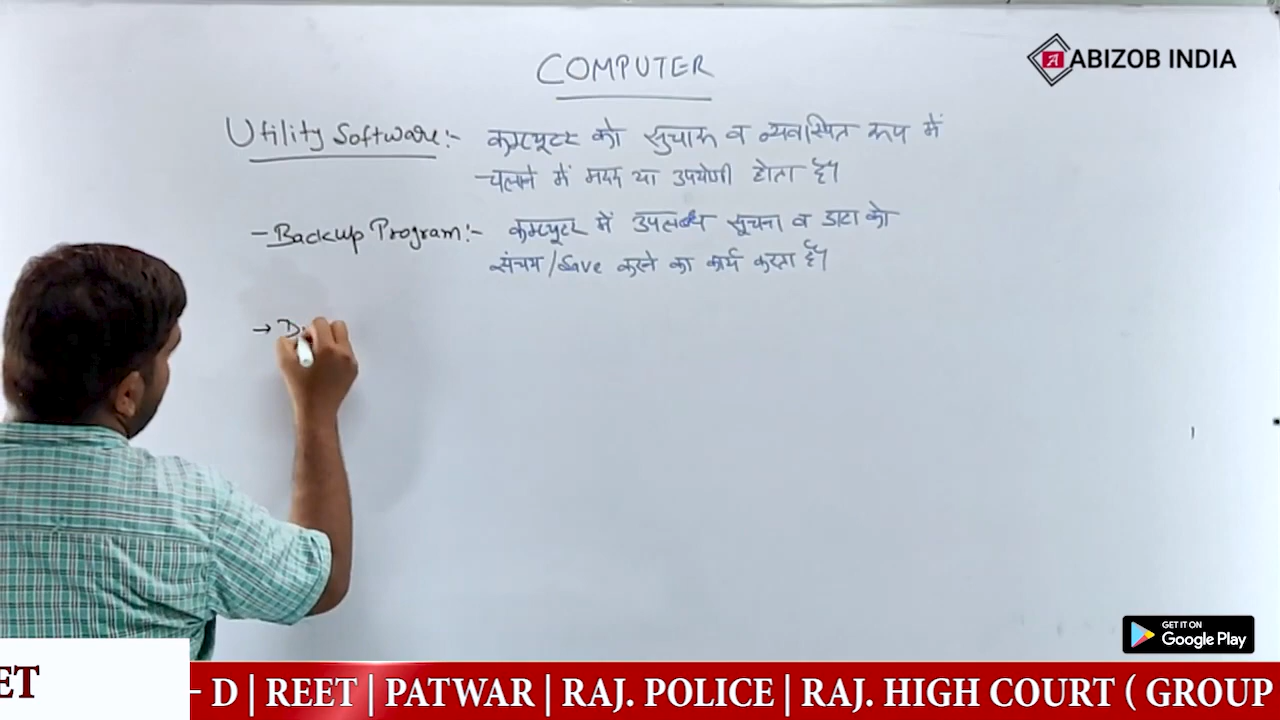 COMPUTER
ABIZOB INDIA
Utility Software:- कम्प्यूटर को सुचारू व व्यवस्थित रूप में
चलाने में मदद या उपयोगी होता है।
- Backup Program:- कम्प्यूटर में उपलब्ध सूचना व डाटा को
संचय/Save करने का कार्य करता है।
→ Di
GET IT ON
Google Play
ET
- D | REET | PATWAR | RAJ. POLICE | RAJ. HIGH COURT ( GROUP